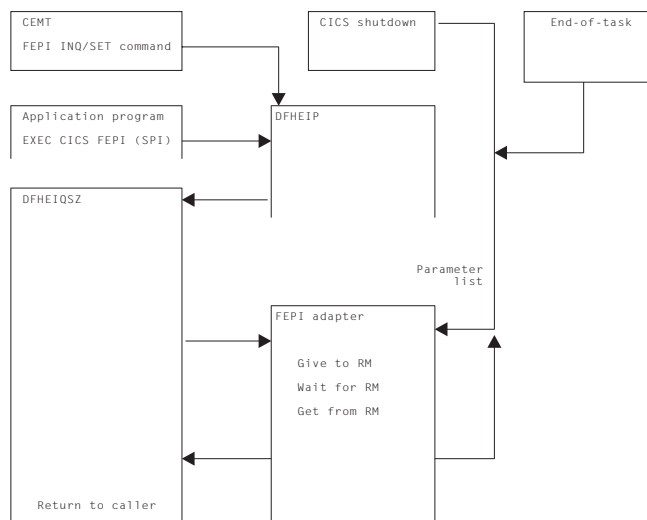 CEMT
FEPI INQ/SET command
CICS shutdown
End-of-task
Application program
EXEC CICS FEPI (SPI)
DFHEIP
DFHEIQSZ
Parameter
list
FEPI adapter
Give to RM
Wait for RM
Get from RM
Return to caller